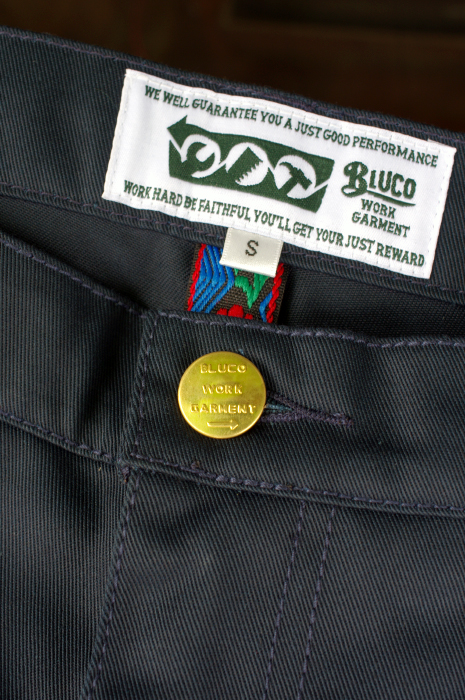 WE WELL GUARANTEE YOU A JUST GOOD PERFORMANCE
BLUCO
WORK
GARMENT
WORK HARD BE FAITHFUL YOU'LL GET YOUR JUST REWARD
S
BLUCO
WORK
GARMENT